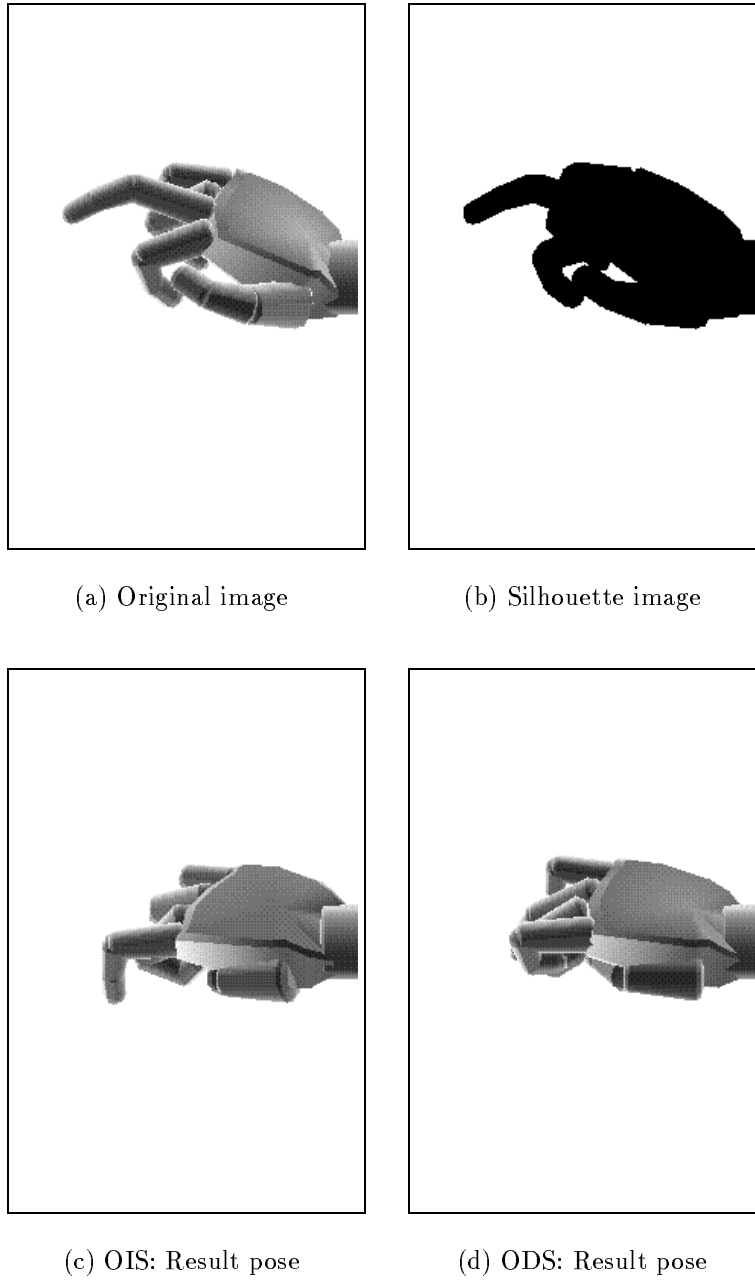 (a) Original image
(b) Silhouette image
(c) OIS: Result pose
(d) ODS: Result pose